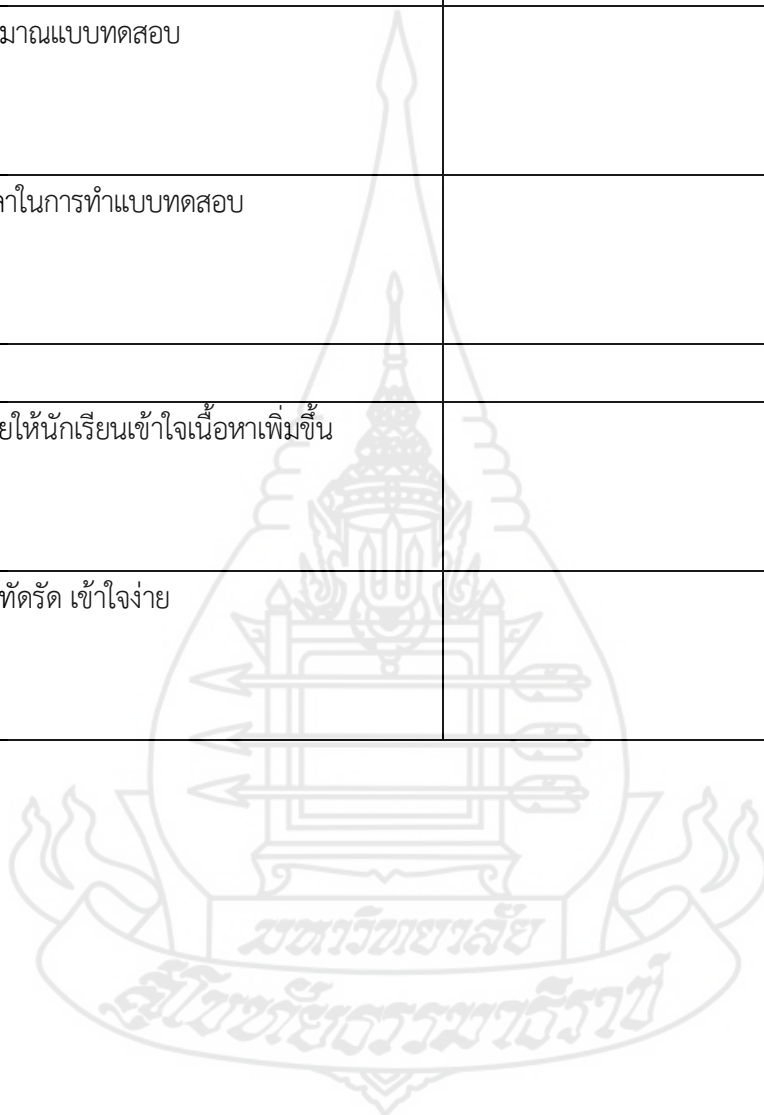 มาณแบบทดสอบ
าในการทำแบบทดสอบ
ยให้นักเรียนเข้าใจเนื้อหาเพิ่มขึ้น
ทัดรัด เข้าใจง่าย
มหาวิทยาลัย
สุโขทัยธรรมาธิราช